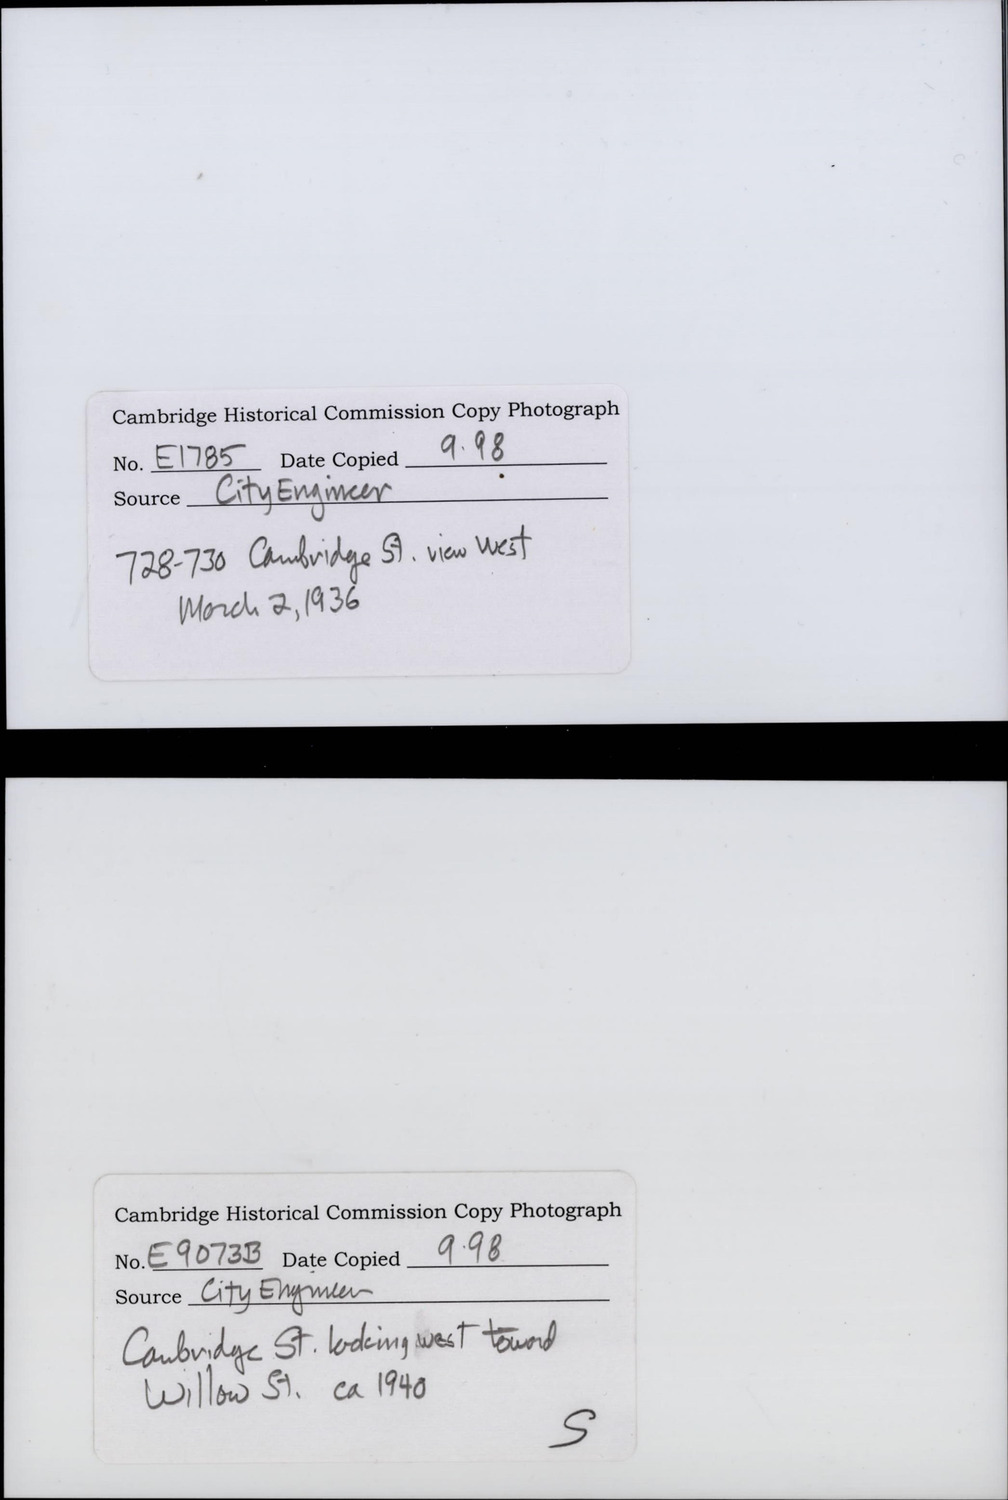 Cambridge Historical Commission Copy Photograph
No. E1785 Date Copied 9.98
Source City Engineer
728-730 Cambridge St. view West
March 2, 1936
Cambridge Historical Commission Copy Photograph
No. E9073B Date Copied 9.98
Source City Engineer
Cambridge St. looking west toward
Willow St. ca 1940
S